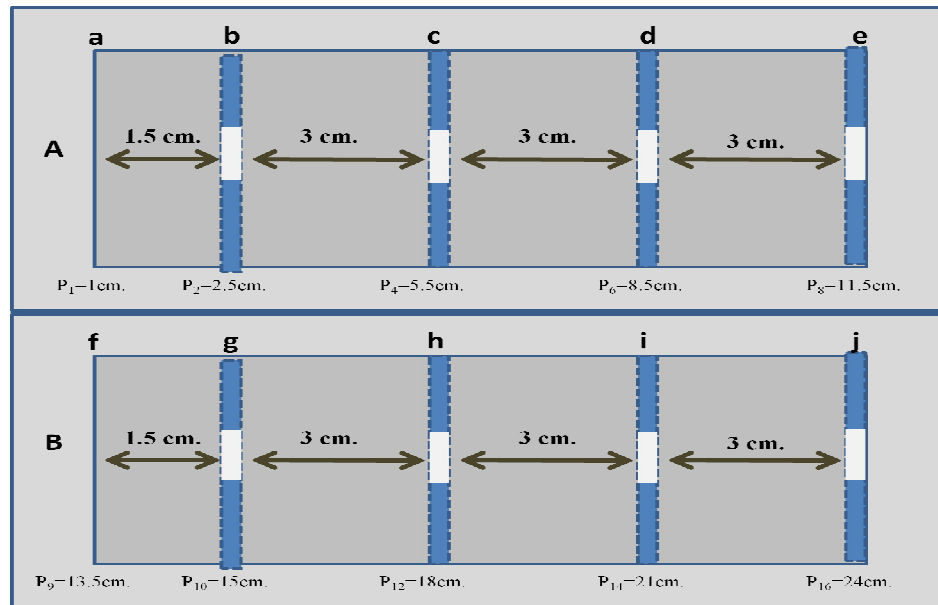 a b c d e
1.5 cm. 3 cm. 3 cm. 3 cm.
A
P₁=1cm. P₂=2.5cm. P₄=5.5cm. P₆=8.5cm. P₈=11.5cm.
f g h i j
1.5 cm. 3 cm. 3 cm. 3 cm.
B
P₉=13.5cm. P₁₀=15cm. P₁₂=18cm. P₁₄=21cm. P₁₆=24cm.